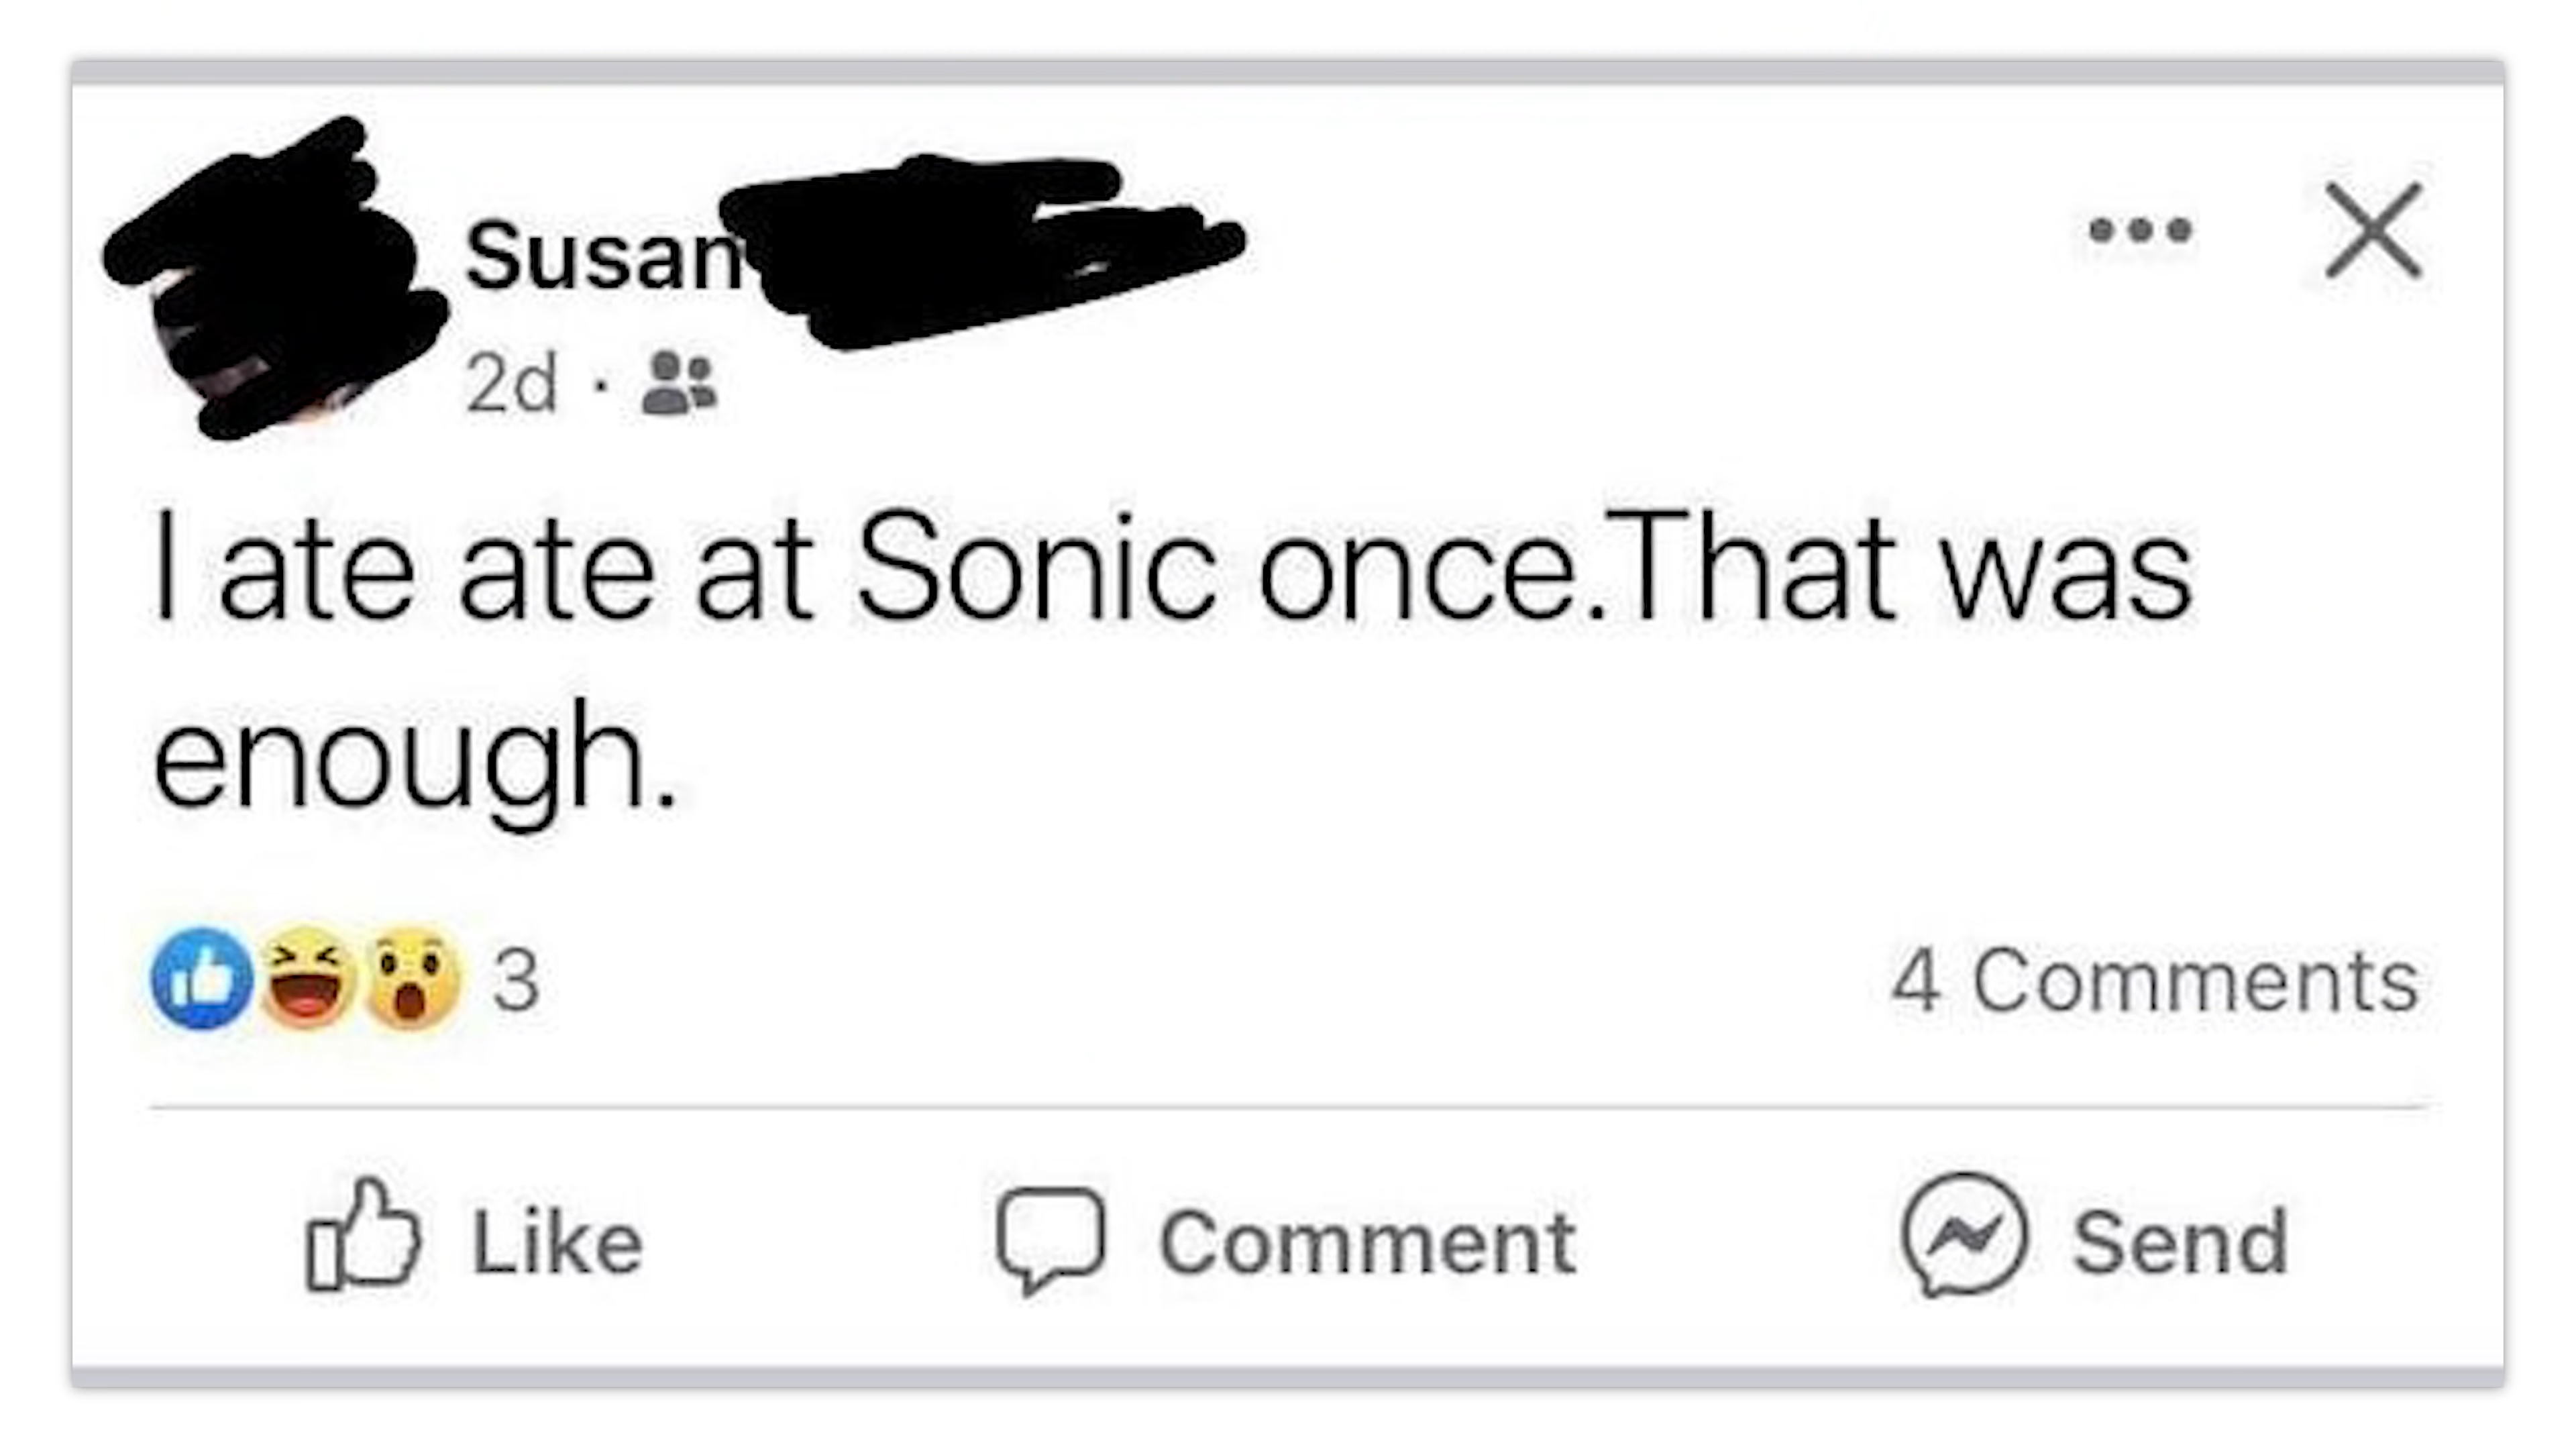 Susan
2d ·
I ate ate at Sonic once.That was
enough.
3 4 Comments
Like Comment Send